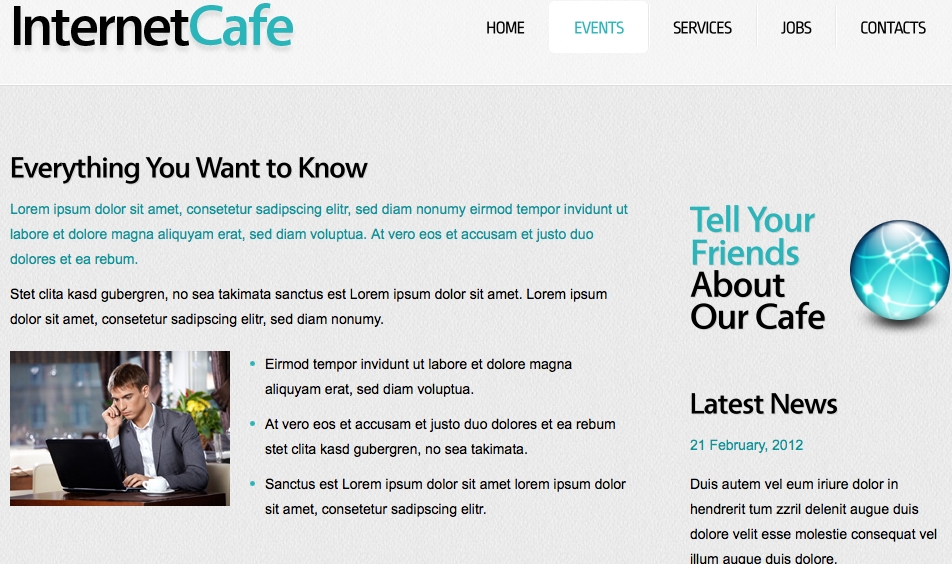 InternetCafe
HOME
EVENTS
SERVICES
JOBS
CONTACTS
Everything You Want to Know
Lorem ipsum dolor sit amet, consetetur sadipscing elitr, sed diam nonumy eirmod tempor invidunt ut
labore et dolore magna aliquyam erat, sed diam voluptua. At vero eos et accusam et justo duo
dolores et ea rebum.
Stet clita kasd gubergren, no sea takimata sanctus est Lorem ipsum dolor sit amet. Lorem ipsum
dolor sit amet, consetetur sadipscing elitr, sed diam nonumy.
Eirmod tempor invidunt ut labore et dolore magna
aliquyam erat, sed diam voluptua.
At vero eos et accusam et justo duo dolores et ea rebum
stet clita kasd gubergren, no sea takimata.
Sanctus est Lorem ipsum dolor sit amet lorem ipsum dolor
sit amet, consetetur sadipscing elitr.
Tell Your
Friends
About
Our Cafe
Latest News
21 February, 2012
Duis autem vel eum iriure dolor in
hendrerit tum zzril delenit augue duis
dolore velit esse molestie consequat vel
illum augue duis dolore.